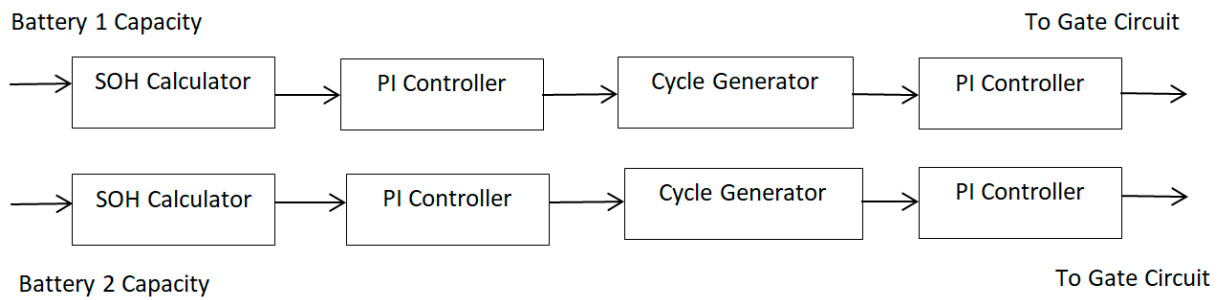 Battery 1 Capacity
To Gate Circuit
SOH Calculator
PI Controller
Cycle Generator
PI Controller
SOH Calculator
PI Controller
Cycle Generator
PI Controller
Battery 2 Capacity
To Gate Circuit